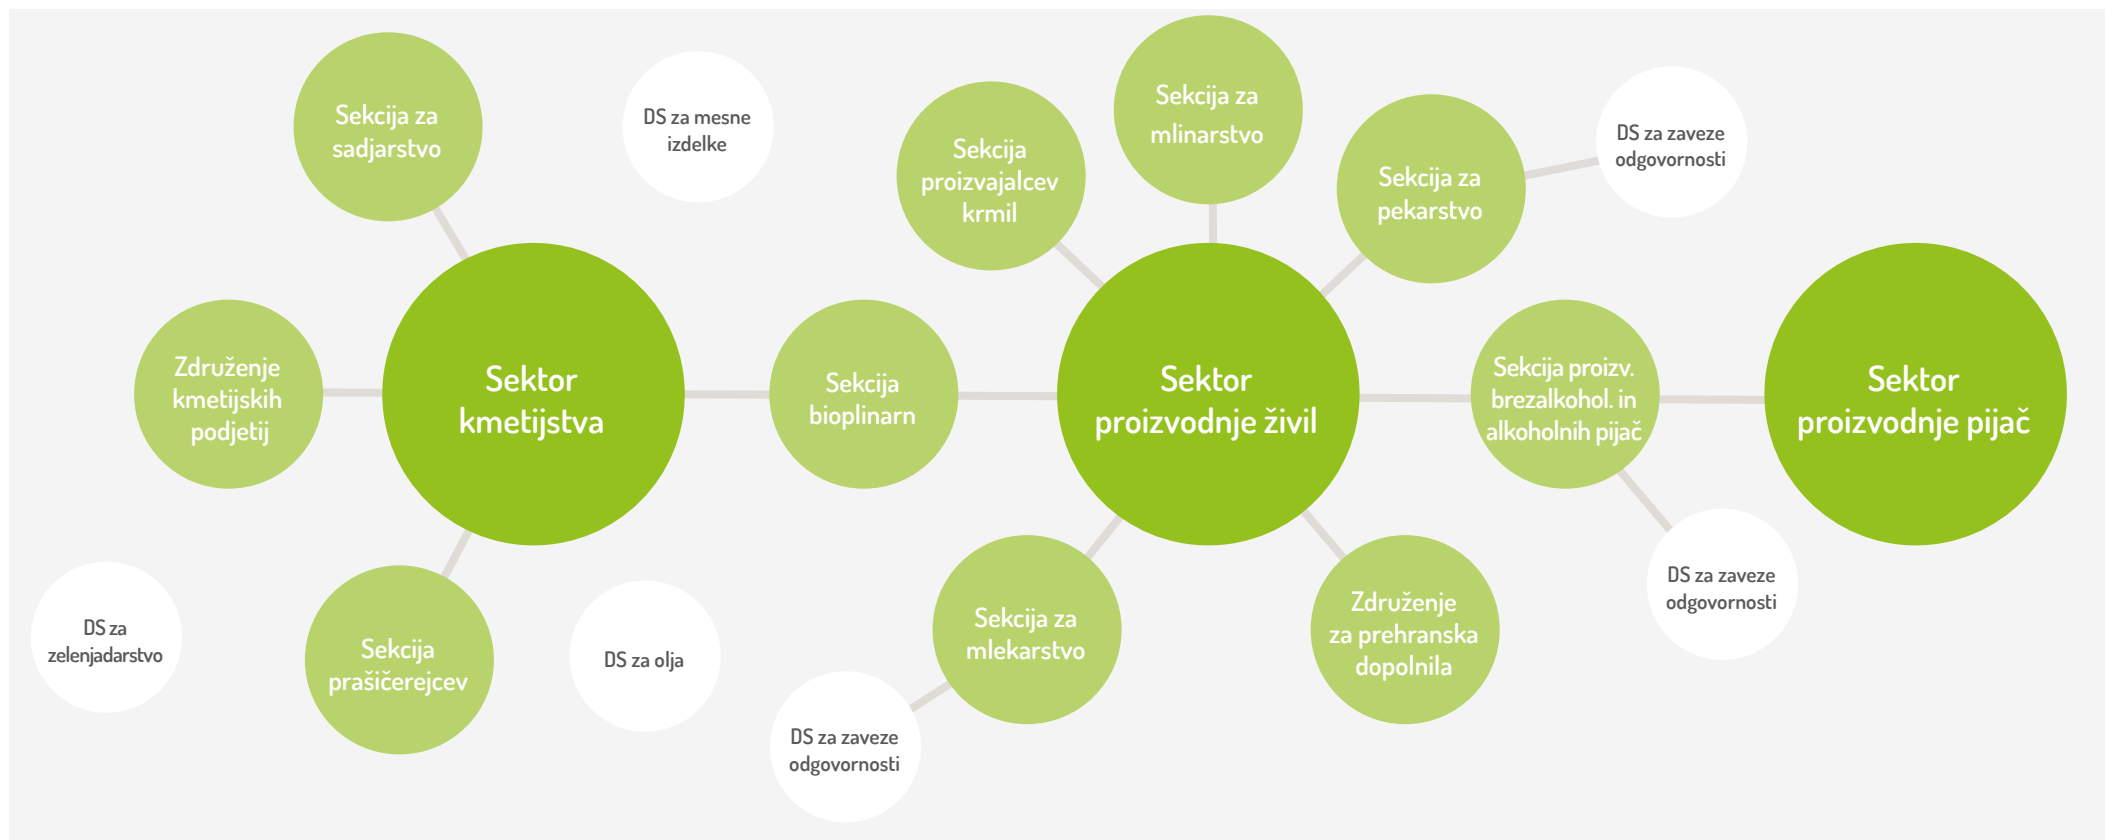 Sekcija za
sadjarstvo
DS za mesne
izdelke
Sekcija
proizvajalcev
krmil
Sekcija za
mlinarstvo
Sekcija za
pekarstvo
DS za zaveze
odgovornosti
Združenje
kmetijskih
podjetij
Sektor
kmetijstva
Sekcija
bioplinarn
Sektor
proizvodnje živil
Sekcija proizv.
brezalkohol. in
alkoholnih pijač
Sektor
proizvodnje pijač
DS za
zelenjadarstvo
Sekcija
prašičerejcev
DS za olja
DS za zaveze
odgovornosti
Sekcija za
mlekarstvo
Združenje
za prehranska
dopolnila
DS za zaveze
odgovornosti